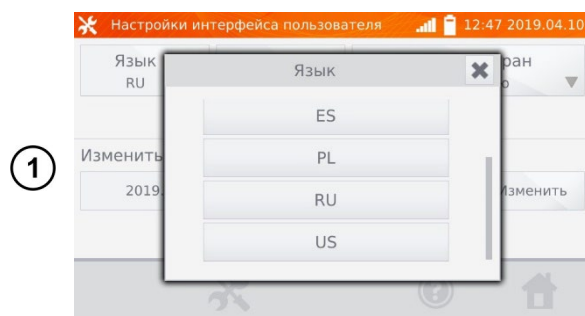 Настройки интерфейса пользователя 12:47 2019.04.10
Язык
RU
Язык
ран
о
ES
PL
RU
US
Изменить
2019.
Изменить
1